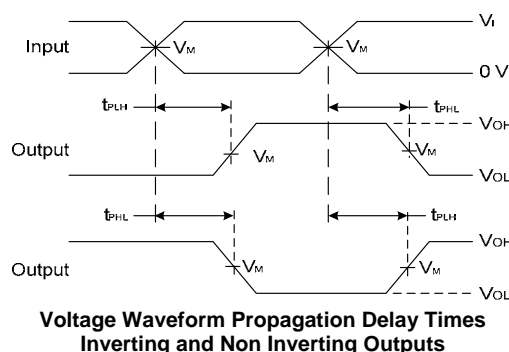 Input
VM
VM
VI
0 V
tPLH
tPHL
Output
VM
VM
VOH
VOL
tPHL
tPLH
Output
VM
VM
VOH
VOL
Voltage Waveform Propagation Delay Times
Inverting and Non Inverting Outputs